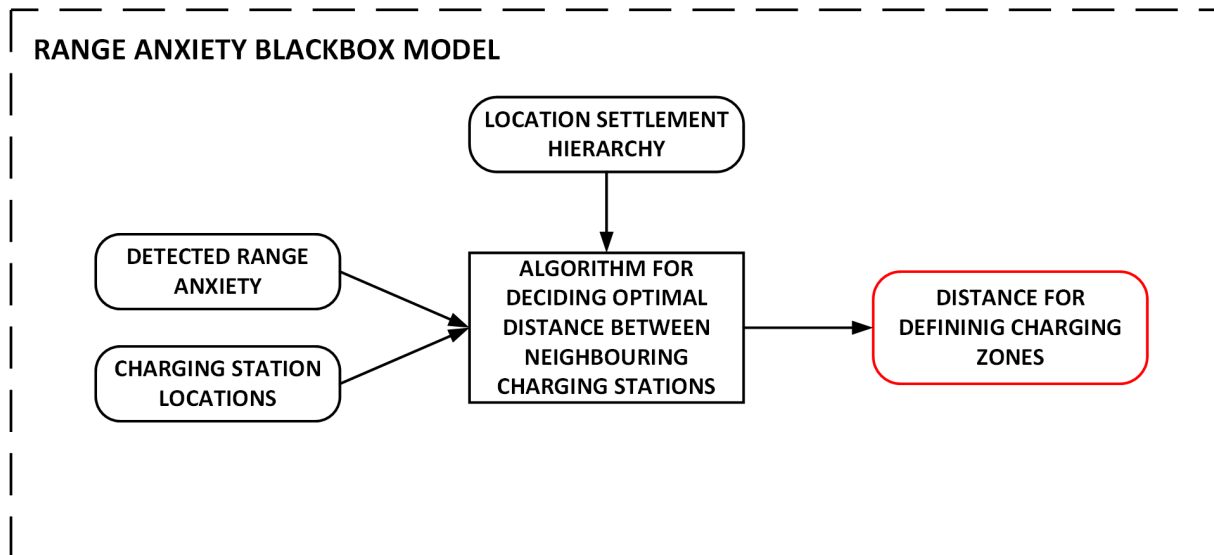 RANGE ANXIETY BLACKBOX MODEL
LOCATION SETTLEMENT
HIERARCHY
DETECTED RANGE
ANXIETY
CHARGING STATION
LOCATIONS
ALGORITHM FOR
DECIDING OPTIMAL
DISTANCE BETWEEN
NEIGHBOURING
CHARGING STATIONS
DISTANCE FOR
DEFININIG CHARGING
ZONES